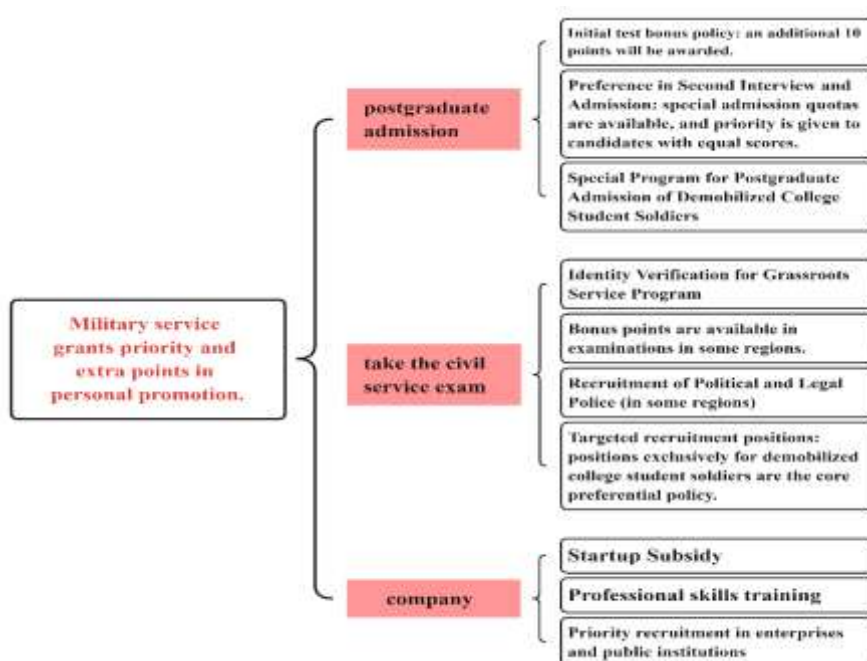 Military service
grants priority and
extra points in
personal promotion.
postgraduate
admission
Initial test bonus policy: an additional 10
points will be awarded.
Preference in Second Interview and
Admission: special admission quotas
are available, and priority is given to
candidates with equal scores.
Special Program for Postgraduate
Admission of Demobilized College
Student Soldiers
take the civil
service exam
Identity Verification for Grassroots
Service Program
Bonus points are available in
examinations in some regions.
Recruitment of Political and Legal
Police (in some regions)
Targeted recruitment positions:
positions exclusively for demobilized
college student soldiers are the core
preferential policy.
company
Startup Subsidy
Professional skills training
Priority recruitment in enterprises
and public institutions